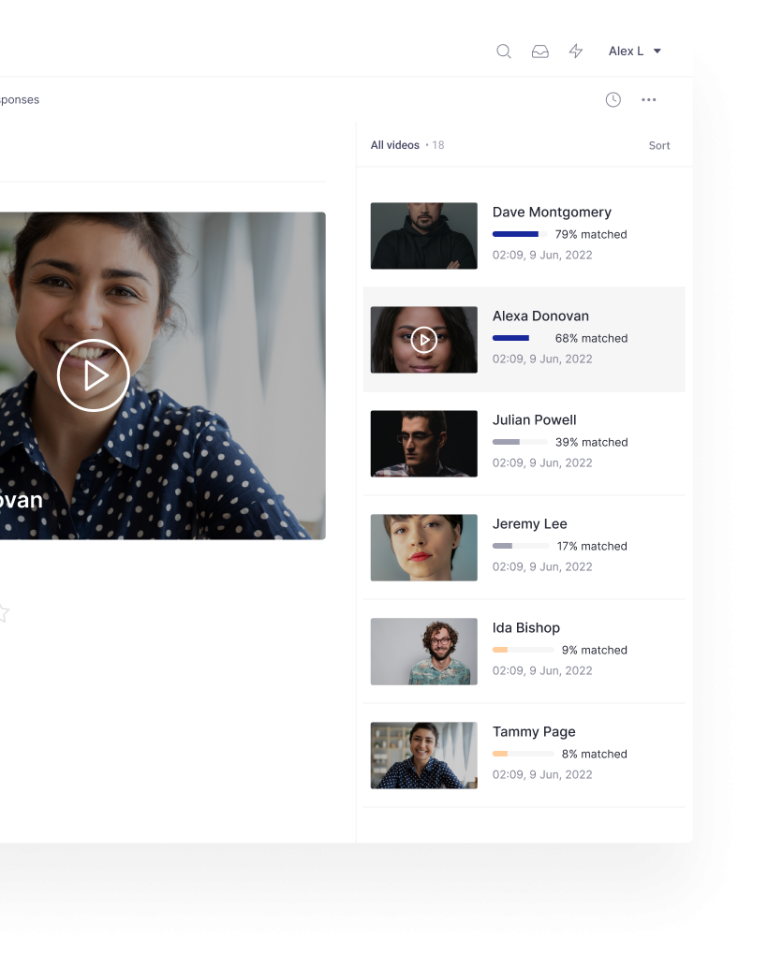 Alex L
sponses
All videos • 18
Sort
Dave Montgomery
79% matched
02:09, 9 Jun, 2022
Alexa Donovan
68% matched
02:09, 9 Jun, 2022
Julian Powell
39% matched
02:09, 9 Jun, 2022
ovan
Jeremy Lee
17% matched
02:09, 9 Jun, 2022
Ida Bishop
9% matched
02:09, 9 Jun, 2022
Tammy Page
8% matched
02:09, 9 Jun, 2022